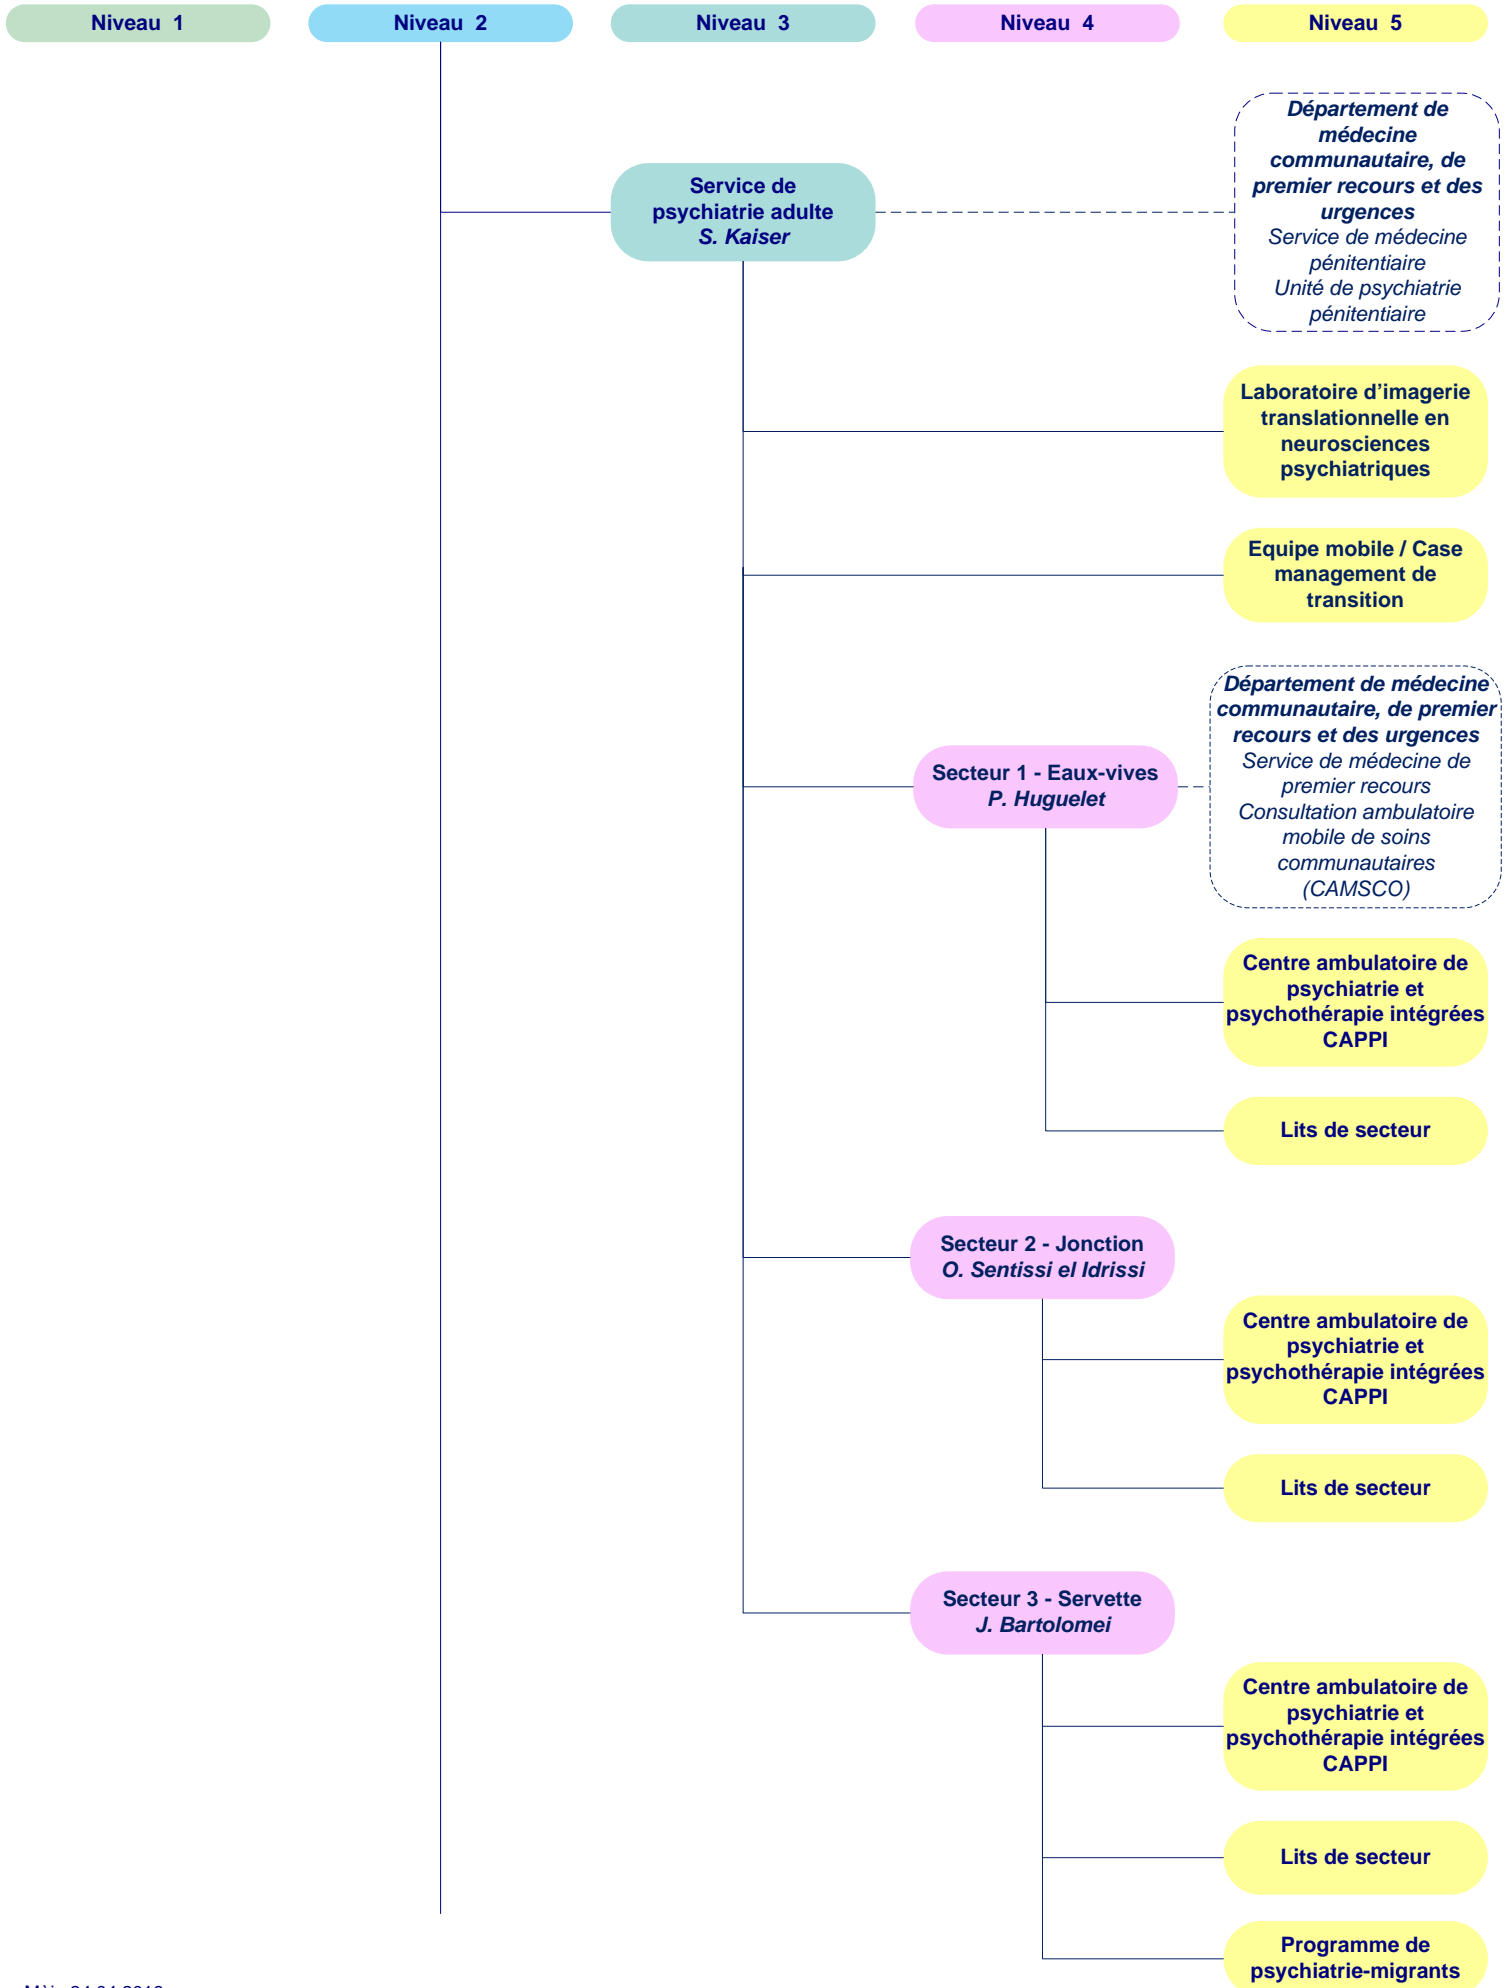 Niveau 1
Niveau 2
Niveau 3
Niveau 4
Niveau 5
Département de
médecine
communautaire, de
premier recours et des
urgences
Service de médecine
pénitentiaire
Unité de psychiatrie
pénitentiaire
Service de
psychiatrie adulte
S. Kaiser
Laboratoire d'imagerie
translationnelle en
neurosciences
psychiatriques
Equipe mobile / Case
management de
transition
Département de médecine
communautaire, de premier
recours et des urgences
Service de médecine de
premier recours
Consultation ambulatoire
mobile de soins
communautaires
(CAMSCO)
Secteur 1 - Eaux-vives
P. Huguelet
Centre ambulatoire de
psychiatrie et
psychothérapie intégrées
CAPPI
Lits de secteur
Secteur 2 - Jonction
O. Sentissi el Idrissi
Centre ambulatoire de
psychiatrie et
psychothérapie intégrées
CAPPI
Lits de secteur
Secteur 3 - Servette
J. Bartolomei
Centre ambulatoire de
psychiatrie et
psychothérapie intégrées
CAPPI
Lits de secteur
Programme de
psychiatrie-migrants